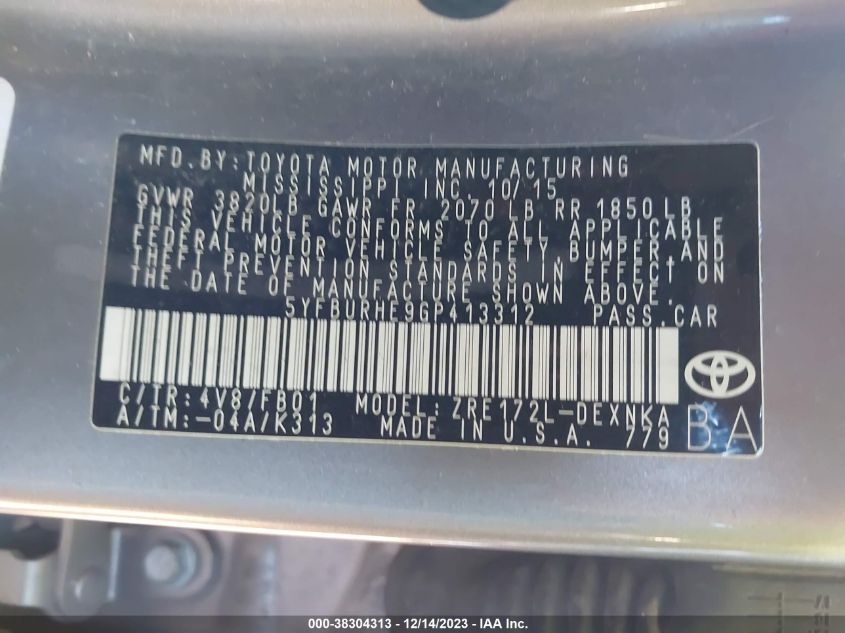 MFD.BY:TOYOTA MOTOR MANUFACTURING
MISSISSIPPI INC. 10/15
GVWR 3820LB GAWR FR 2070LB RR 1850LB
THIS VEHICLE CONFORMS TO ALL APPLICABLE
FEDERAL MOTOR VEHICLE SAFETY,BUMPER,AND
THEFT PREVENTION STANDARDS IN EFFECT ON
THE DATE OF MANUFACTURE SHOWN ABOVE.
5YFBURHE9GP413312 PASS.CAR
C/TR:4V8/FB01 MODEL:ZRE172L-DEXNKA
A/TM:-04A/K313 MADE IN U.S.A. 779
BA
000-38304313 - 12/14/2023 - IAA Inc.